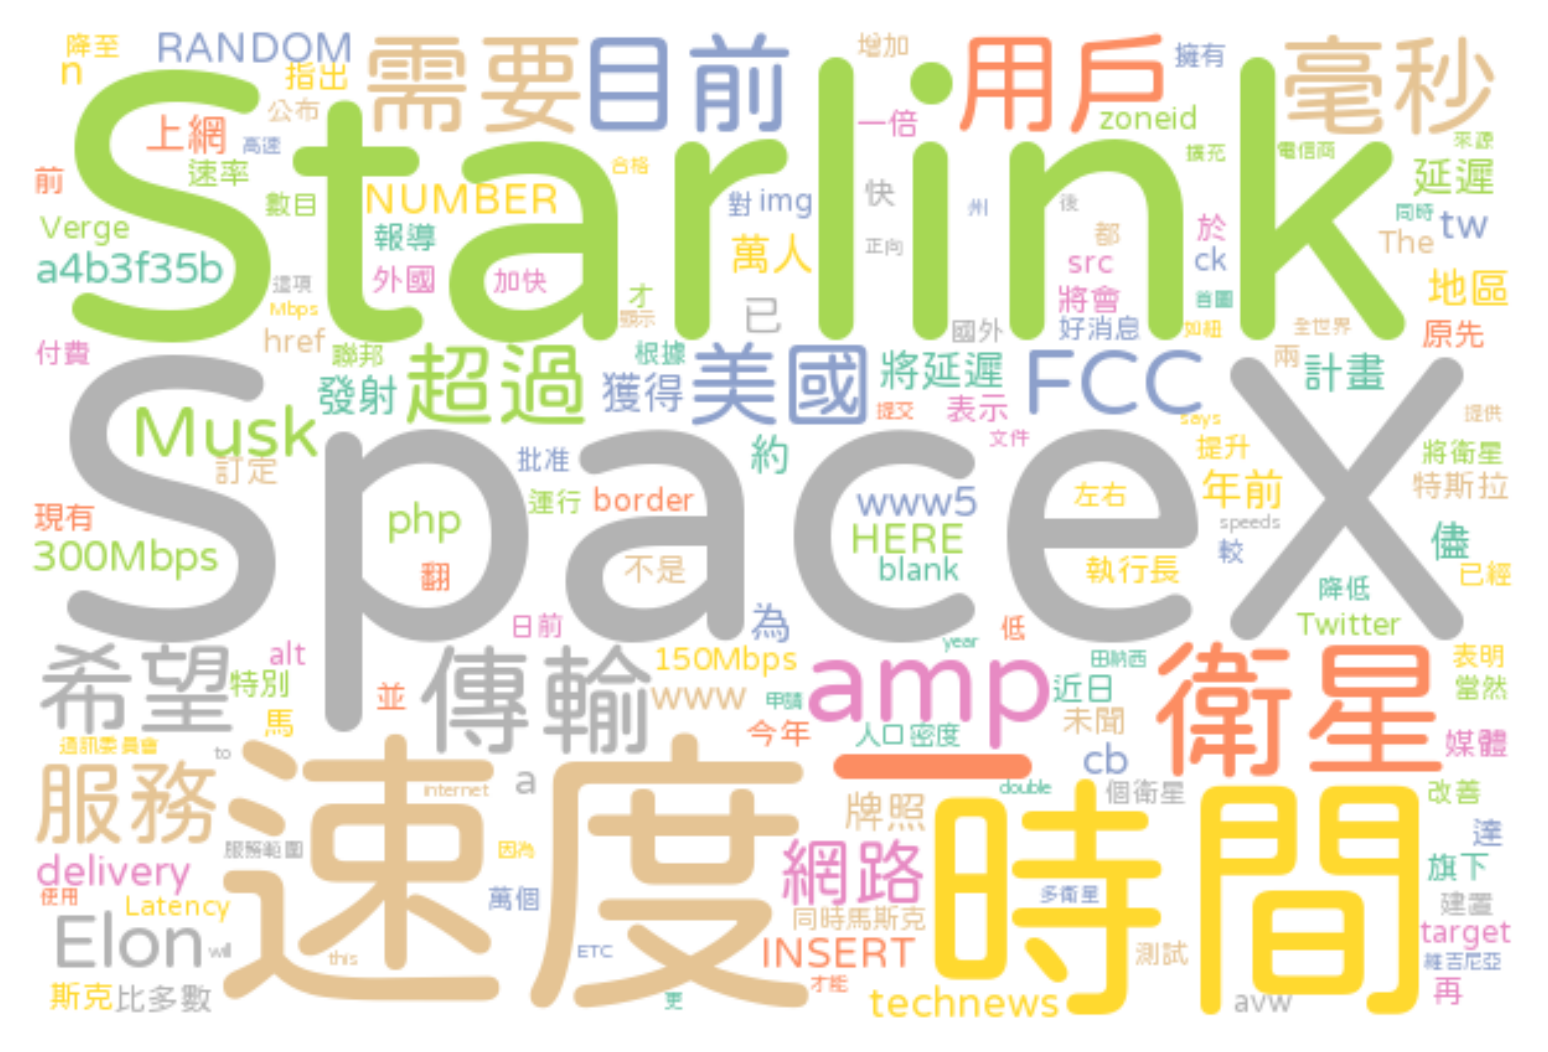 降至 RANDOM 需要 目前 增加 用戶 擁有 毫秒
n 指出
公布 一倍 zoneid
上網 高速 合格 擴充 電信商 來源
前 速率 NUMBER 對 img 快 州 後 延遲
數目 同時 tw
Verge 報導 萬人 正向 都 於 The
a4b3f35b 這項 外國 加快 src ck
Starlink
Mbps 才 已 將會 首圖 地區
href 顯示 國外 好消息 如紐 全世界 原先
付費 聯邦 根據 兩
發射 超過 獲得 美國 將延遲 FCC 計畫
Musk 提交 表示 says 提供
訂定 批准 約 文件 提升 將衛星
SpaceX
現有 php 運行 border www5 左右 年前 特斯拉
300Mbps HERE speeds 儘
翻 不是 blank 執行長 較 已經
降低
日前 為 低 Twitter
希望 alt 傳輸 150Mbps amp year 田納西 衛星 表明
特別 並 www 申請 近日 當然
馬 今年 人口密度 未聞 媒體
通訊委員會 to _ cb
服務 速度 internet a double 個衛星 時間 改善
牌照 達
服務範圍 因為 網路 旗下
delivery
使用 Latency 萬個 多衛星 建置
同時馬斯克 target
Elon will this ETC INSERT 測試 維吉尼亞
斯克 比多數 更 才能 technews avw 再